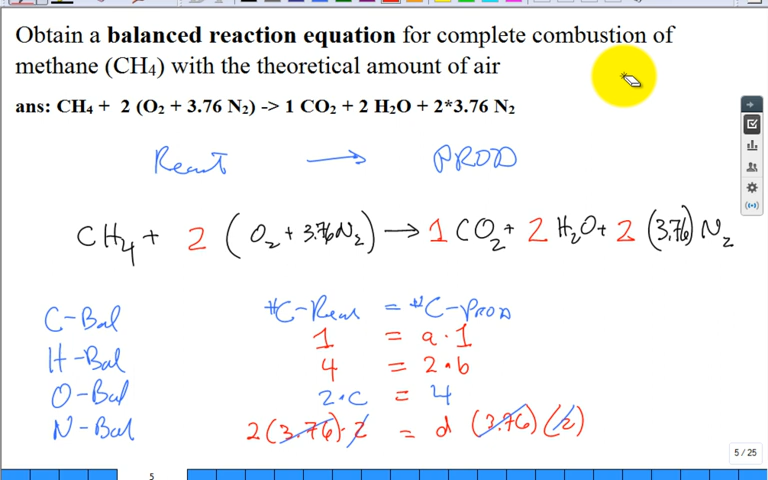 Obtain a balanced reaction equation for complete combustion of
methane (CH4) with the theoretical amount of air
ans: CH₄ + 2 (O₂ + 3.76 N₂) -> 1 CO₂ + 2 H₂O + 2*3.76 N₂
React → PROD
CH₄ + 2 (O₂ + 3.76N₂) → 1 CO₂ + 2 H₂O + 2 (3.76) N₂
C-Bal #C-Reac = #C-PROD
1 = a · 1
H-Bal 4 = 2 · b
O-Bal 2 · c = 4
N-Bal 2 (3.76) · 2 = d (3.76) (2)
5 / 25
5